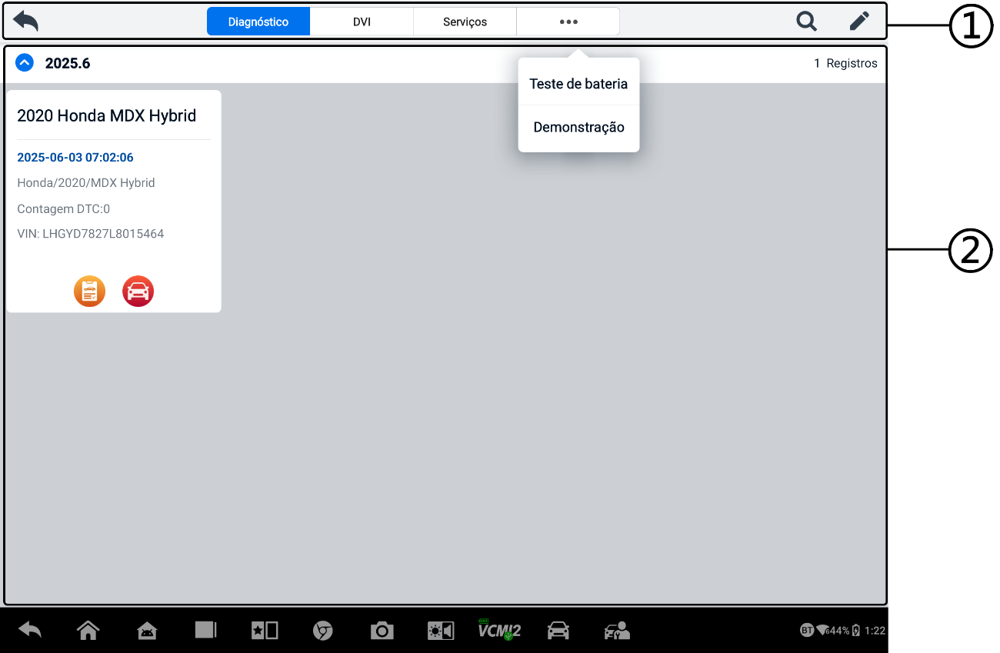 Diagnóstico DVI Serviços •••
1
2025.6 1 Registros
Teste de bateria
Demonstração
2020 Honda MDX Hybrid
2025-06-03 07:02:06
Honda/2020/MDX Hybrid
Contagem DTC:0
VIN: LHGYD7827L8015464
2
VCMI2 BT 44% 1:22